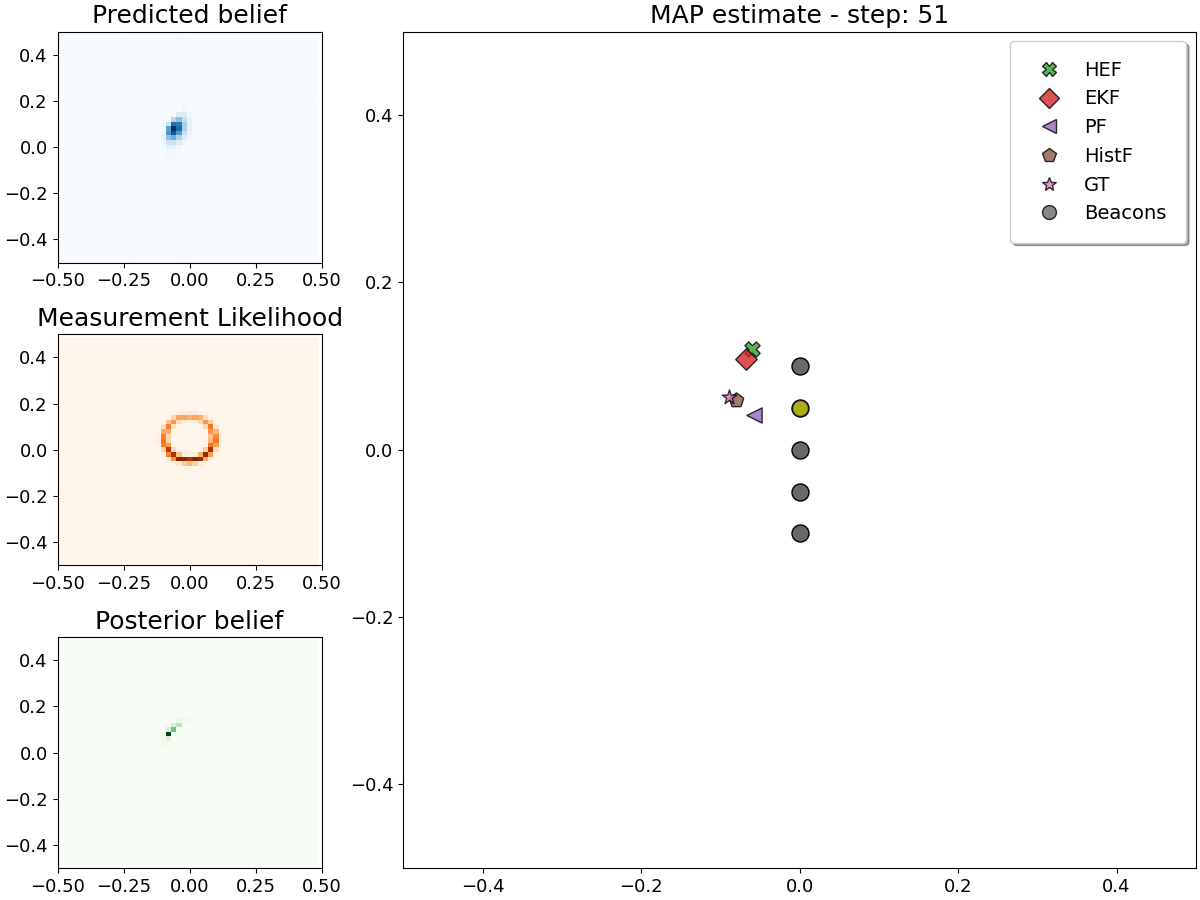 Predicted belief
0.4
0.2
0.0
−0.2
−0.4
−0.50 −0.25 0.00 0.25 0.50
Measurement Likelihood
0.4
0.2
0.0
−0.2
−0.4
−0.50 −0.25 0.00 0.25 0.50
Posterior belief
0.4
0.2
0.0
−0.2
−0.4
−0.50 −0.25 0.00 0.25 0.50
MAP estimate - step: 51
0.4
0.2
0.0
−0.2
−0.4
−0.4 −0.2 0.0 0.2 0.4
HEF
EKF
PF
HistF
GT
Beacons